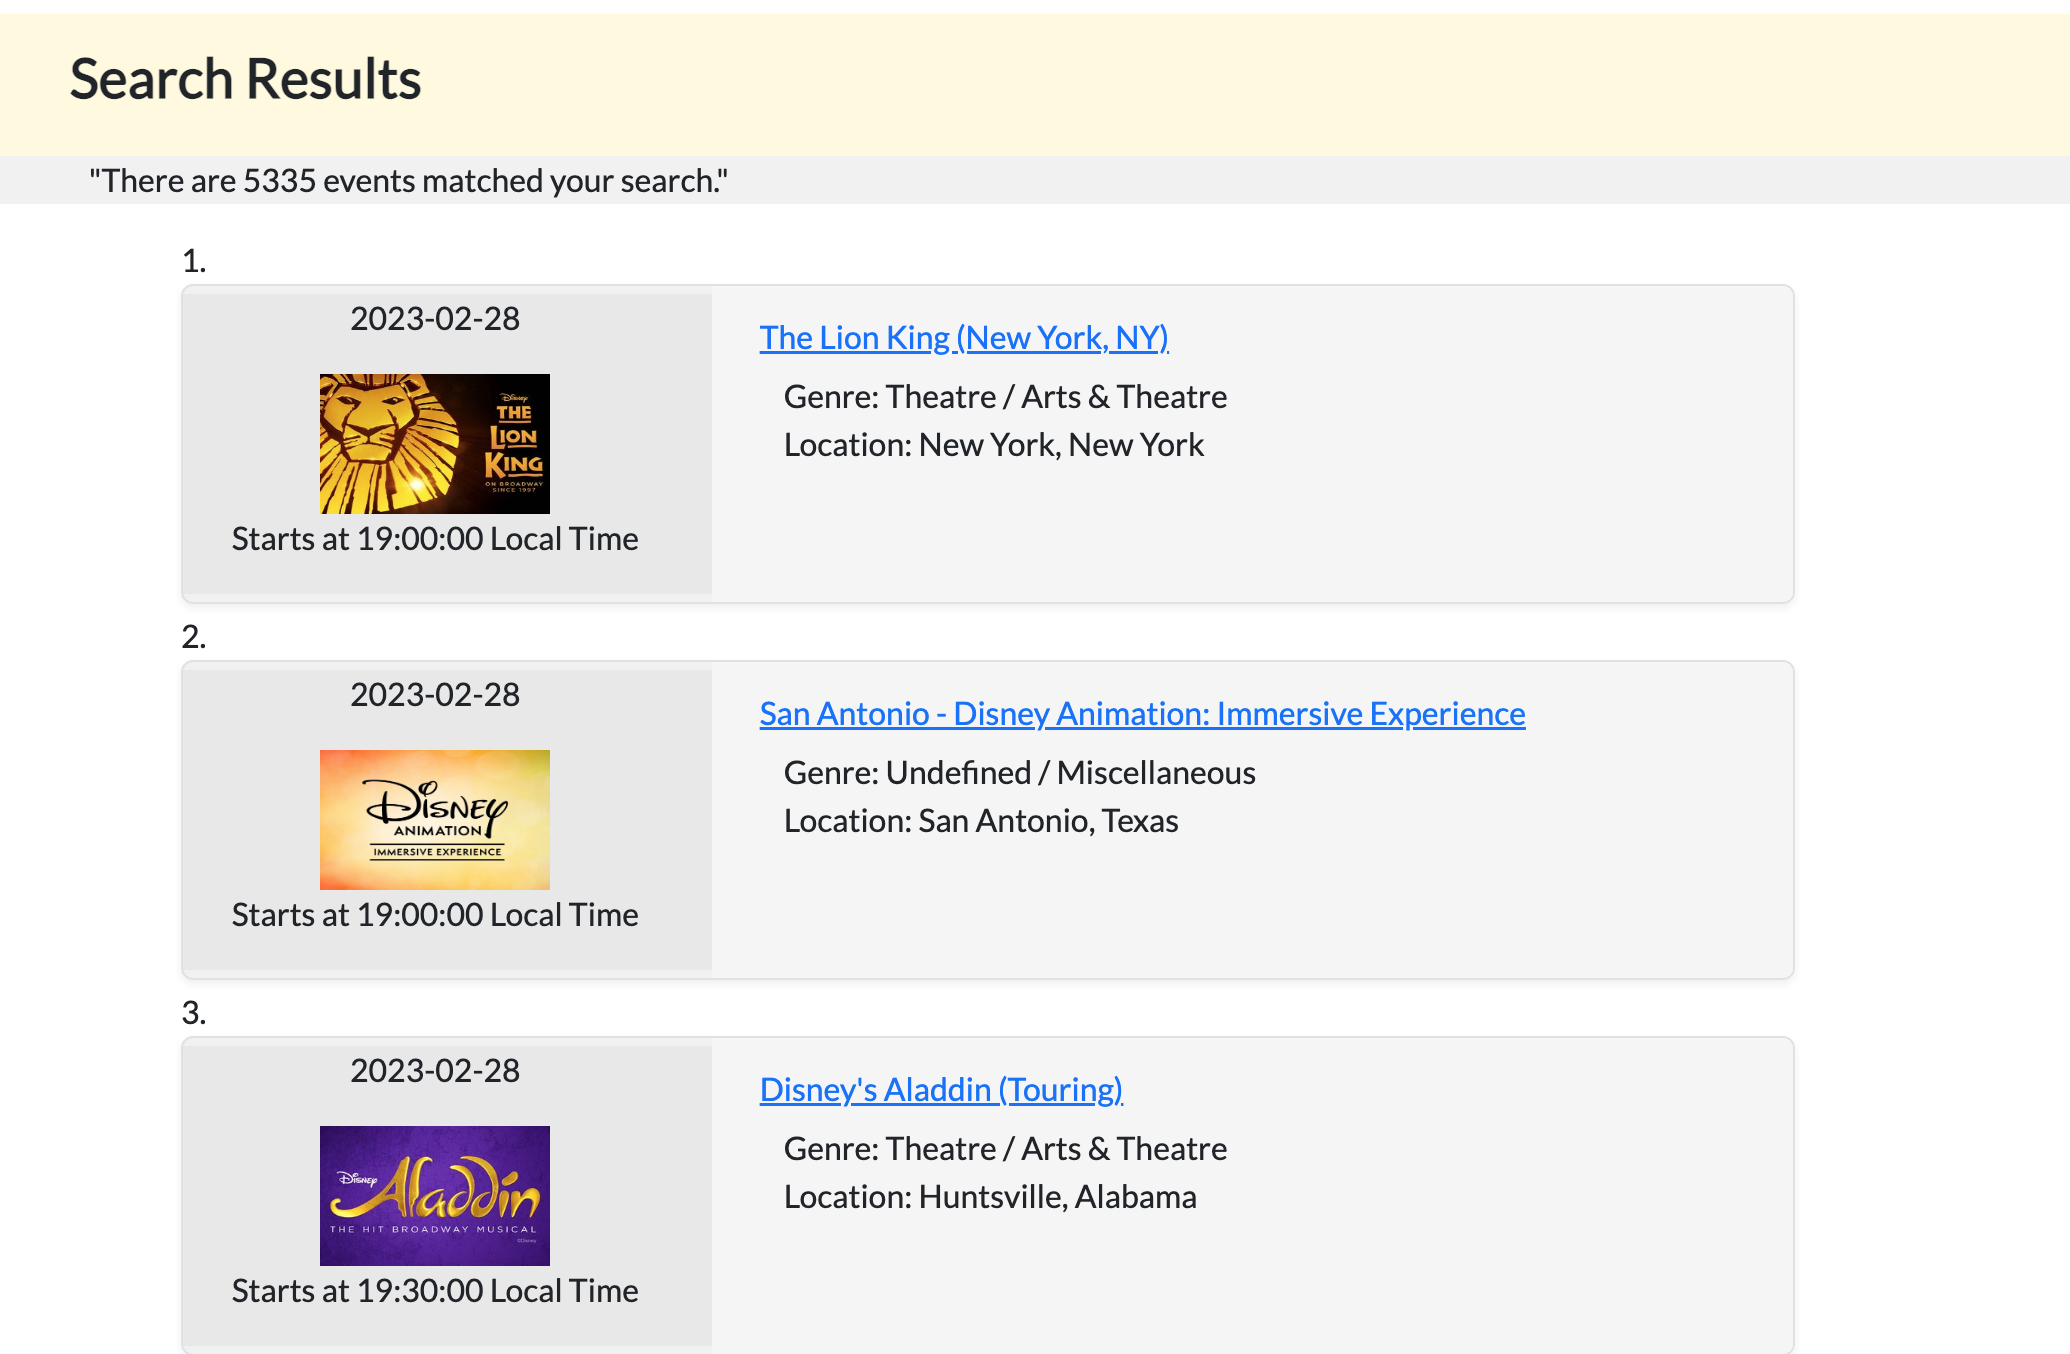 Search Results
"There are 5335 events matched your search."
1.
2023-02-28
Disney
THE
LION
KING
ON BROADWAY
SINCE 1997
Starts at 19:00:00 Local Time
The Lion King (New York, NY)
Genre: Theatre / Arts & Theatre
Location: New York, New York
2.
2023-02-28
Disney
ANIMATION
IMMERSIVE EXPERIENCE
Starts at 19:00:00 Local Time
San Antonio - Disney Animation: Immersive Experience
Genre: Undefined / Miscellaneous
Location: San Antonio, Texas
3.
2023-02-28
Disney
Aladdin
THE HIT BROADWAY MUSICAL
©Disney
Starts at 19:30:00 Local Time
Disney's Aladdin (Touring)
Genre: Theatre / Arts & Theatre
Location: Huntsville, Alabama